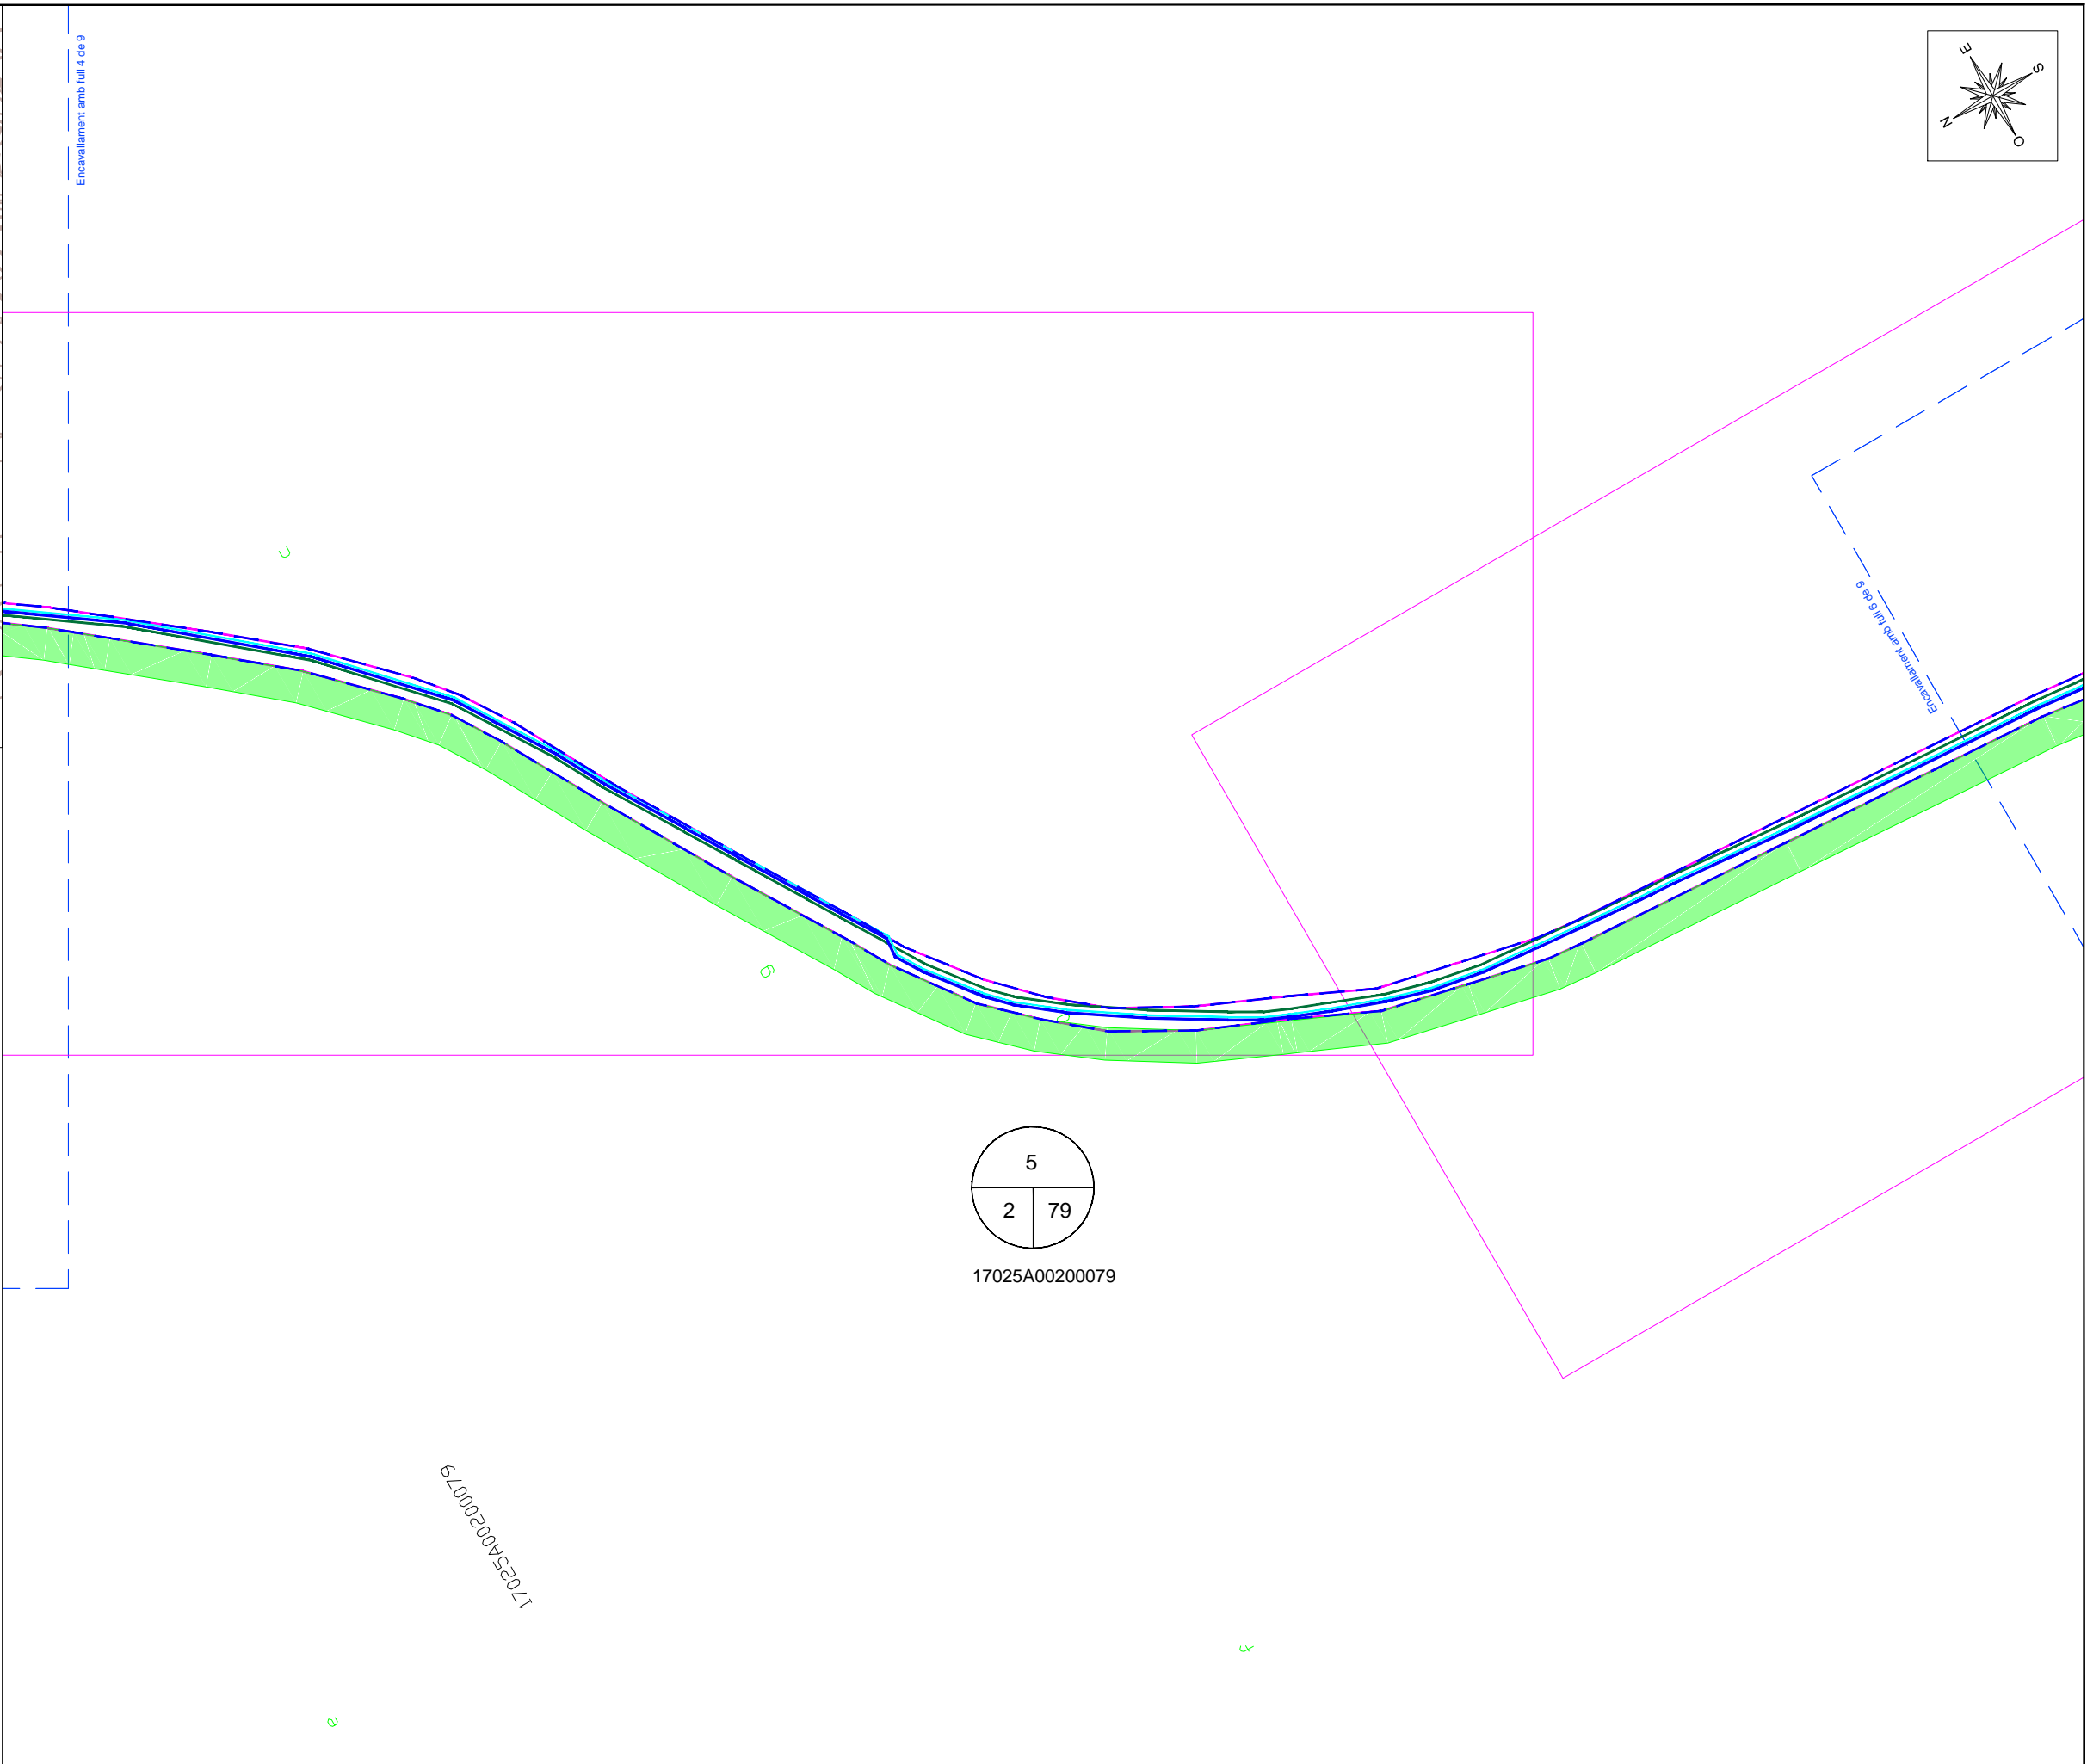 Encavallament amb full 4 de 9
E
S
N
O
c
Encavallament amb full 6 de 9
g
5
2 79
17025A00200079
17025A00200079
e